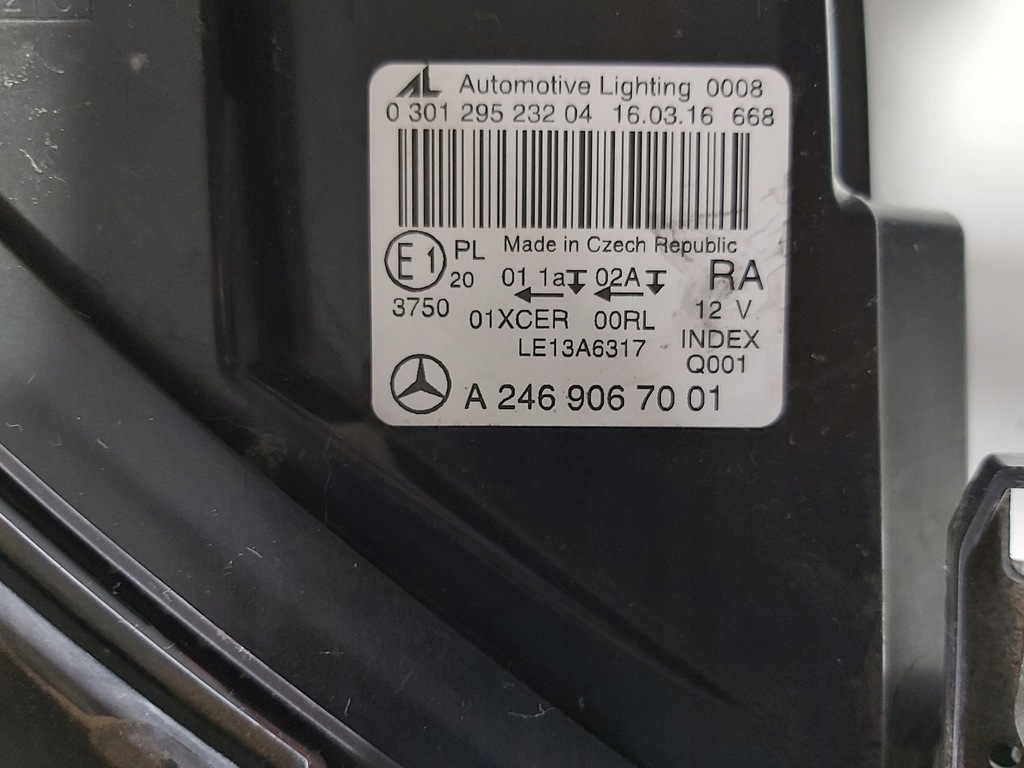 AL Automotive Lighting 0008
0 301 295 232 04 16.03.16 668
Made in Czech Republic
E1 PL 20 01 1a 02A RA
3750 01XCER 00RL 12 V
LE13A6317 INDEX
Q001
A 246 906 70 01